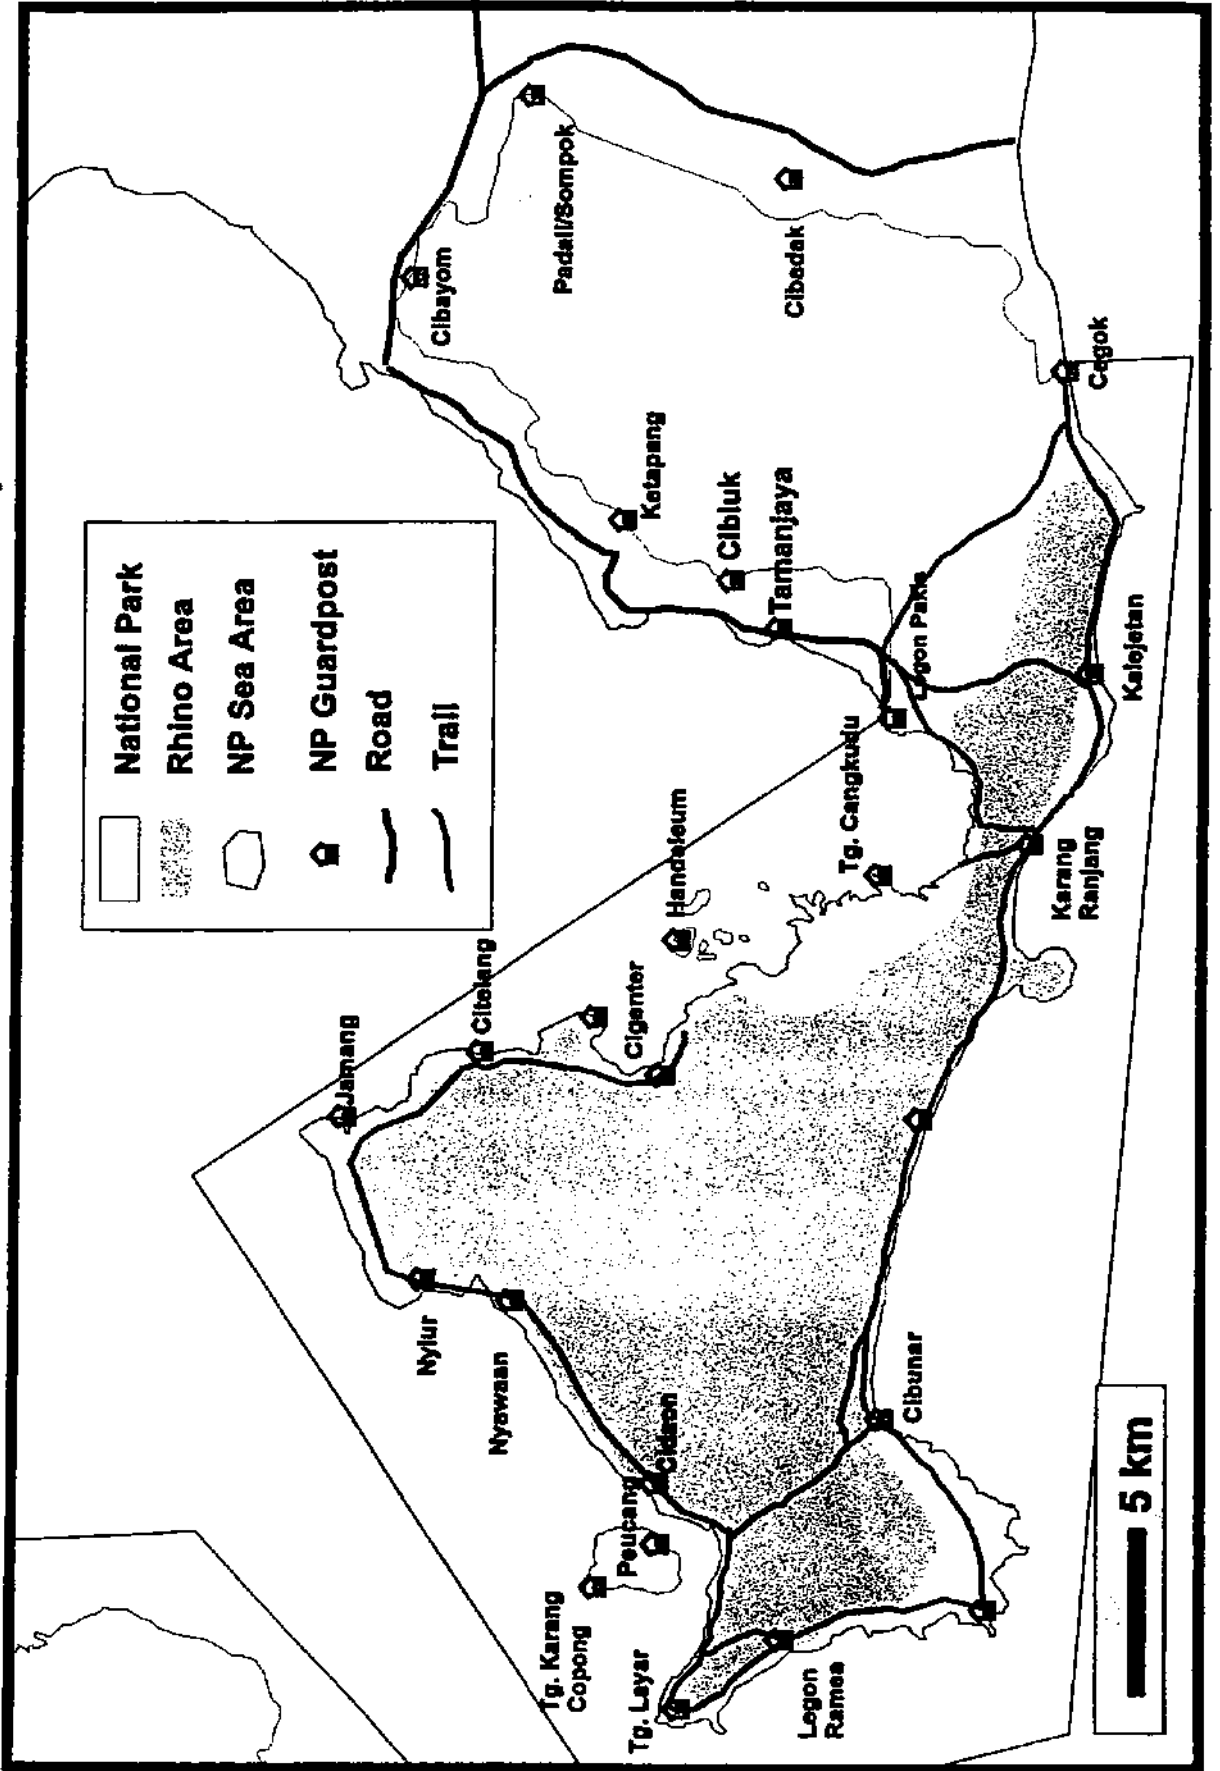 National Park
Rhino Area
NP Sea Area
NP Guardpost
Road
Trail
Jamang
Citelang
Nyiur
Nyawaan
Cigenter
Handeleum
Cidaon
Peucang
Tg. Karang
Copong
Tg. Layar
Legon
Ramea
Cibunar
Karang
Ranjang
Tg. Cangkudu
Legon Pakis
Kalejetan
Tamanjaya
Cibluk
Ketapang
Cibayom
Padali/Sompok
Cibadak
Cegok
5 km